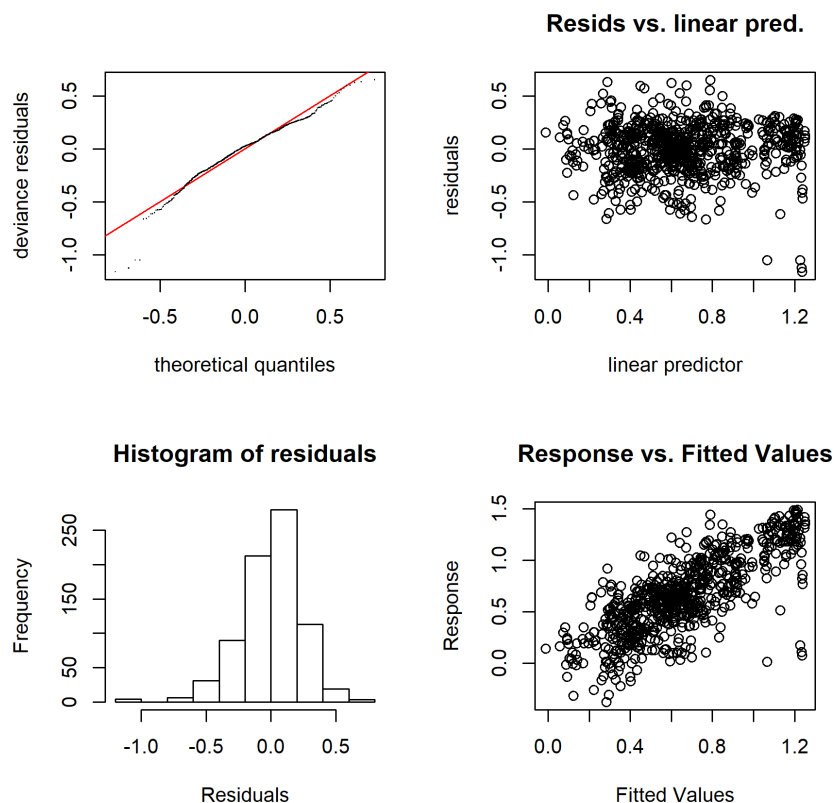 deviance residuals
0.5
0.0
-0.5
-1.0
-0.5 0.0 0.5
theoretical quantiles
Resids vs. linear pred.
residuals
0.5
0.0
-0.5
-1.0
0.0 0.4 0.8 1.2
linear predictor
Histogram of residuals
Frequency
250
150
50
0
-1.0 -0.5 0.0 0.5
Residuals
Response vs. Fitted Values
Response
1.5
1.0
0.5
0.0
0.0 0.4 0.8 1.2
Fitted Values